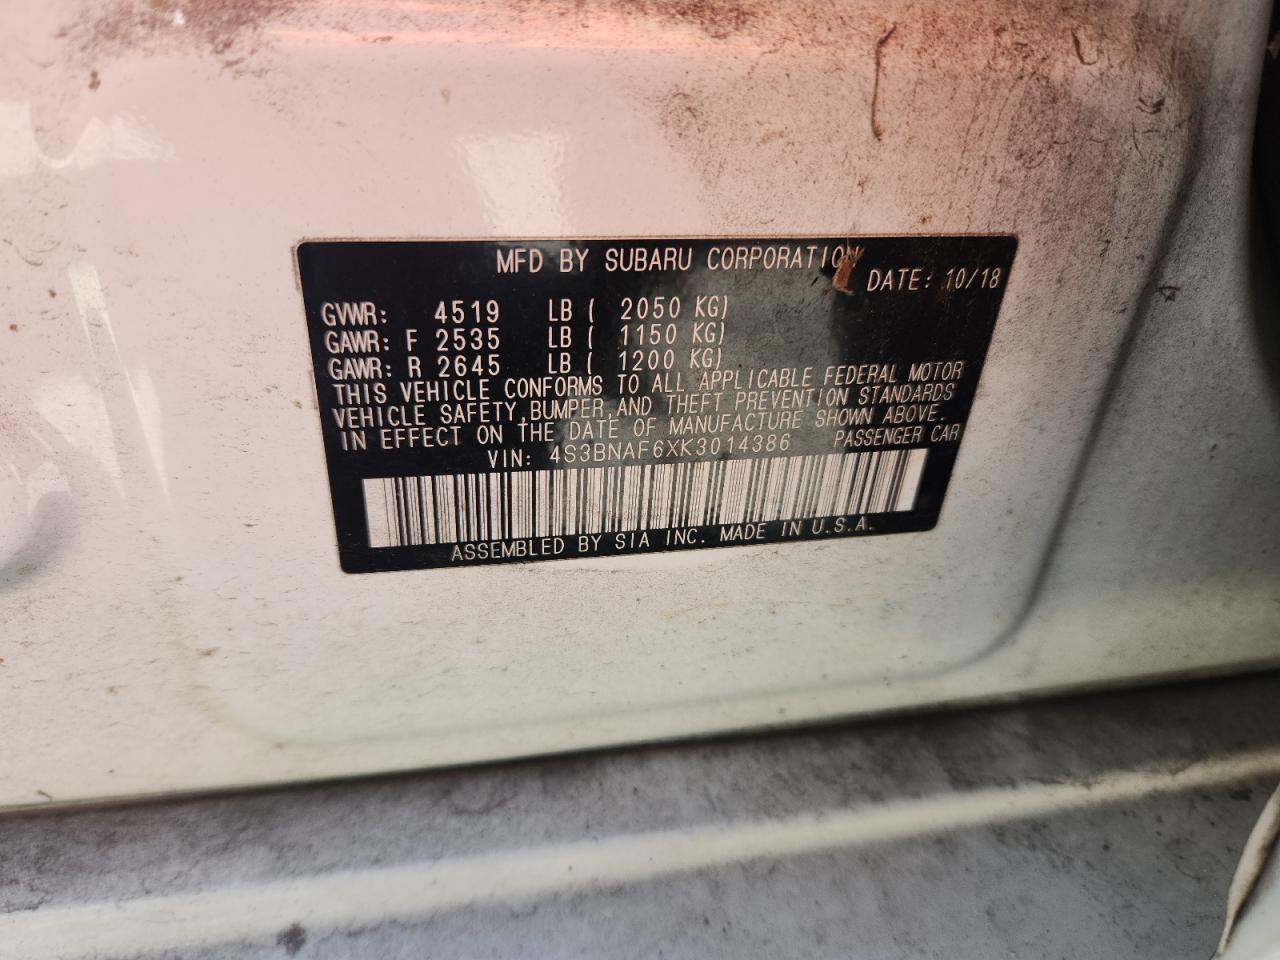 MFD BY SUBARU CORPORATION
DATE: 10/18
GVWR: 4519 LB ( 2050 KG)
GAWR: F 2535 LB ( 1150 KG)
GAWR: R 2645 LB ( 1200 KG)
THIS VEHICLE CONFORMS TO ALL APPLICABLE FEDERAL MOTOR
VEHICLE SAFETY,BUMPER,AND THEFT PREVENTION STANDARDS
IN EFFECT ON THE DATE OF MANUFACTURE SHOWN ABOVE.
VIN: 4S3BNAF6XK3014386 PASSENGER CAR
ASSEMBLED BY SIA INC. MADE IN U.S.A.